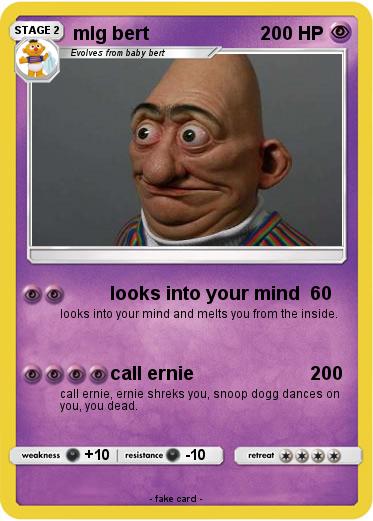 STAGE 2
mlg bert 200 HP
Evolves from baby bert
looks into your mind 60
looks into your mind and melts you from the inside.
call ernie 200
call ernie, ernie shreks you, snoop dogg dances on
you, you dead.
weakness +10 resistance -10 retreat
- fake card -